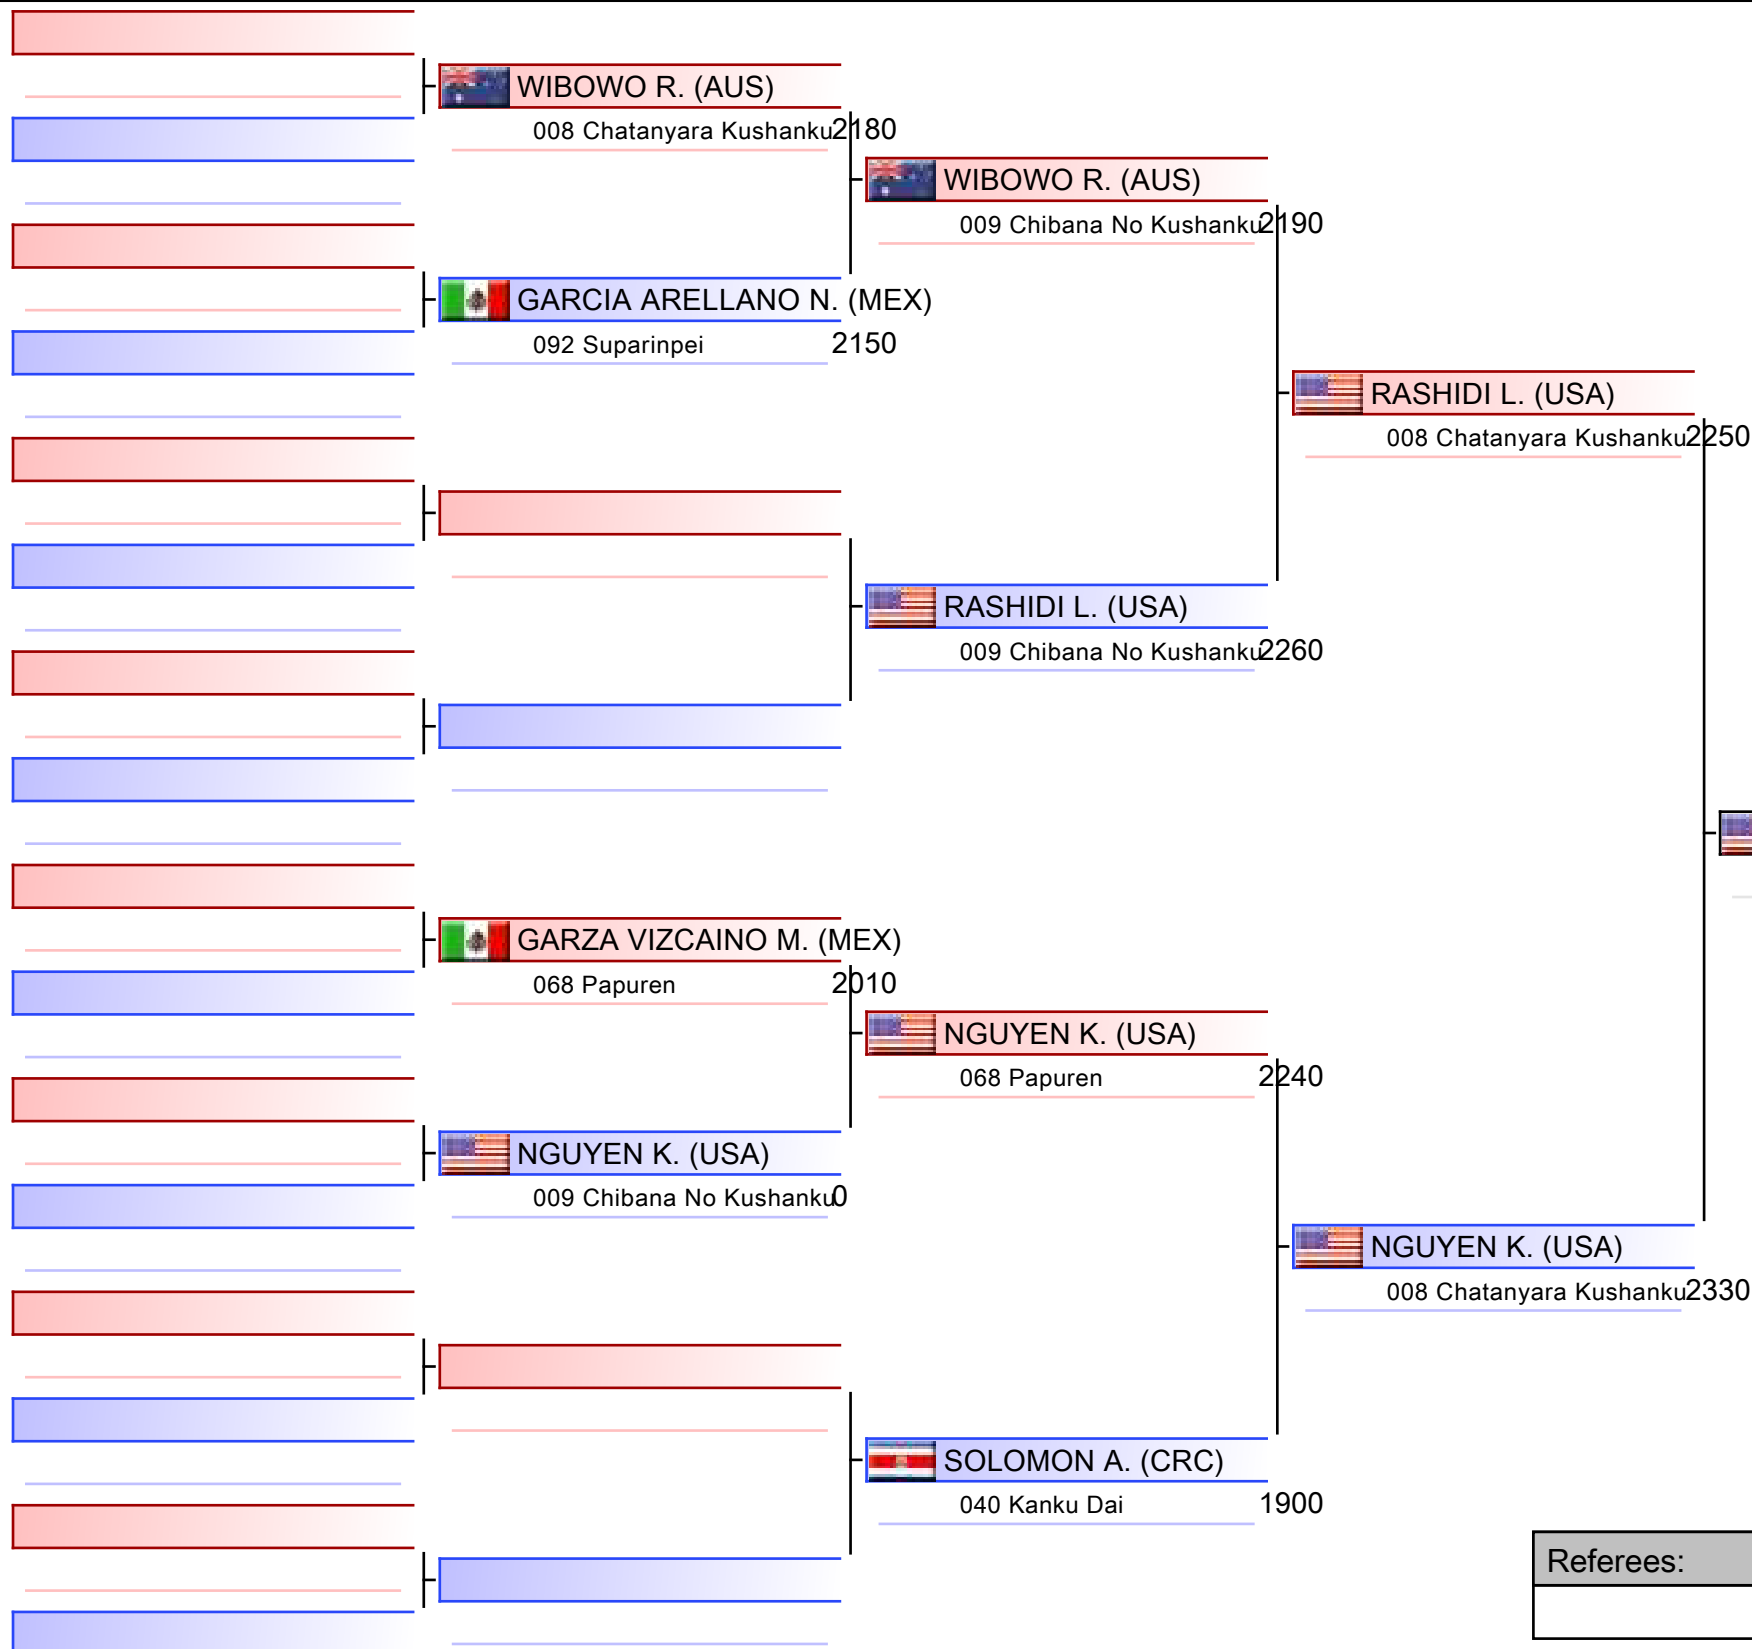 WIBOWO R. (AUS)
008 Chatanyara Kushanku 2180
GARCIA ARELLANO N. (MEX)
092 Suparinpei 2150
GARZA VIZCAINO M. (MEX)
068 Papuren 2010
NGUYEN K. (USA)
009 Chibana No Kushanku 0
WIBOWO R. (AUS)
009 Chibana No Kushanku 2190
RASHIDI L. (USA)
009 Chibana No Kushanku 2260
NGUYEN K. (USA)
068 Papuren 2240
SOLOMON A. (CRC)
040 Kanku Dai 1900
RASHIDI L. (USA)
008 Chatanyara Kushanku 2250
NGUYEN K. (USA)
008 Chatanyara Kushanku 2330
Referees: